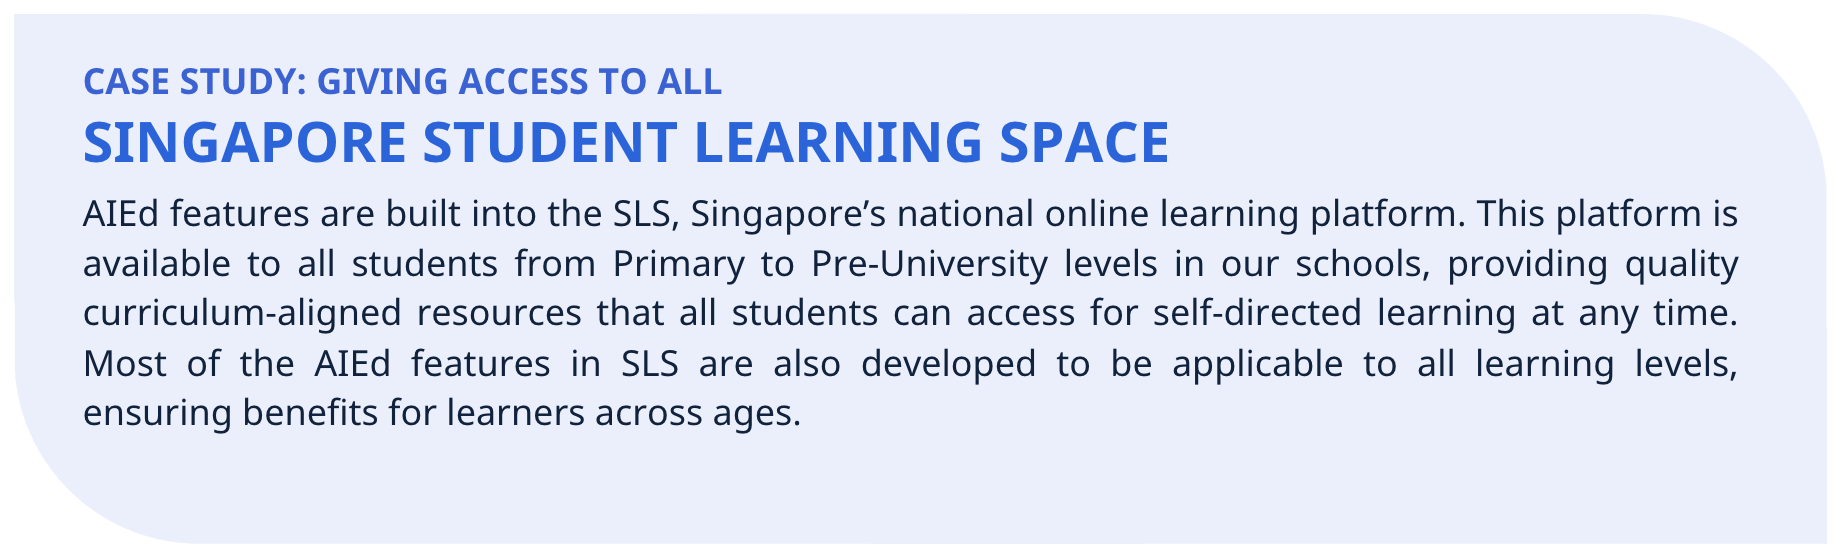 CASE STUDY: GIVING ACCESS TO ALL
SINGAPORE STUDENT LEARNING SPACE
AIEd features are built into the SLS, Singapore’s national online learning platform. This platform is
available to all students from Primary to Pre-University levels in our schools, providing quality
curriculum-aligned resources that all students can access for self-directed learning at any time.
Most of the AIEd features in SLS are also developed to be applicable to all learning levels,
ensuring benefits for learners across ages.